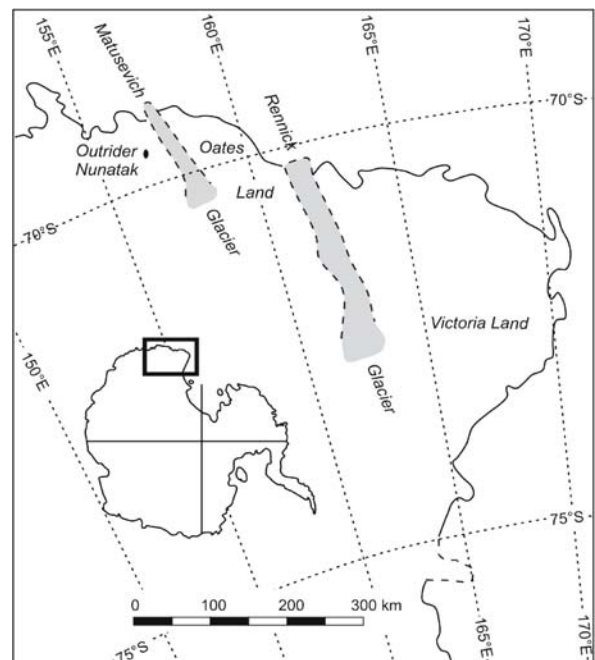 155°E
160°E
165°E
170°E
Matusevich
Rennick
70°S
Outrider
Nunatak
Oates
Land
Glacier
70°S
Victoria Land
150°E
Glacier
75°S
0 100 200 300 km
75°S
165°E
170°E